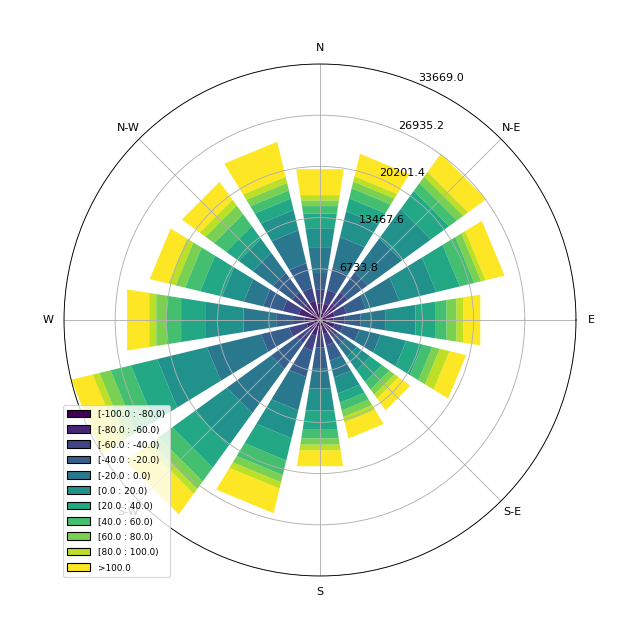 N
33669.0
N-W
26935.2
N-E
20201.4
13467.6
6733.8
W
E
[-100.0 : -80.0)
[-80.0 : -60.0)
[-60.0 : -40.0)
[-40.0 : -20.0)
[-20.0 : 0.0)
[0.0 : 20.0)
[20.0 : 40.0)
[40.0 : 60.0)
[60.0 : 80.0)
[80.0 : 100.0)
>100.0
S-W
S-E
S